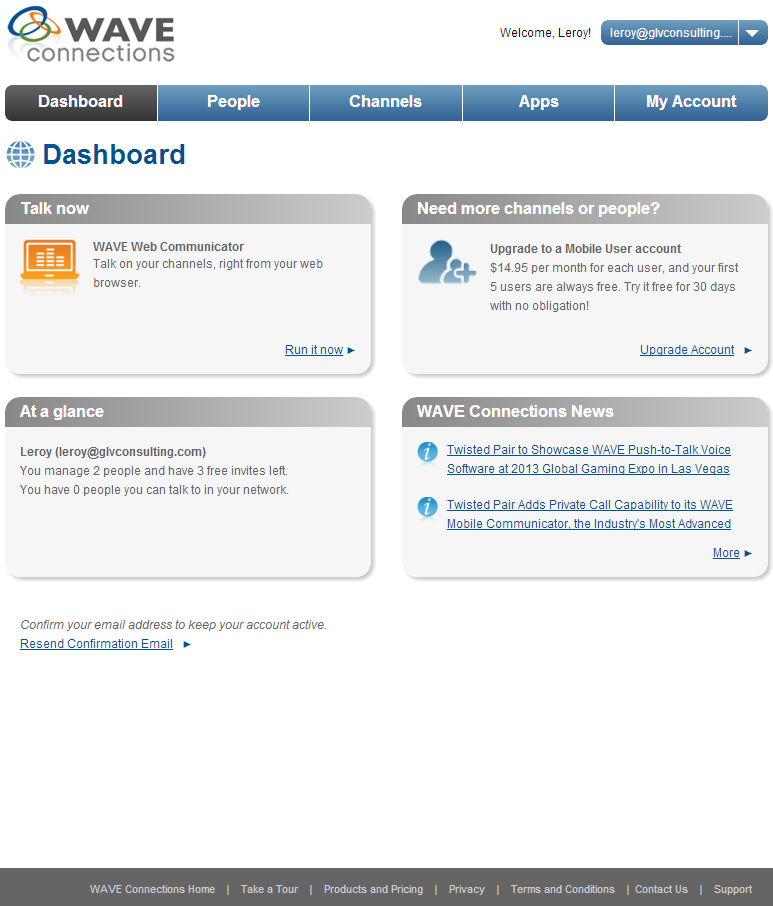 WAVE
connections
Welcome, Leroy!
leroy@glvconsulting....
Dashboard
People
Channels
Apps
My Account
Dashboard
Talk now
WAVE Web Communicator
Talk on your channels, right from your web
browser.
Run it now
Need more channels or people?
Upgrade to a Mobile User account
$14.95 per month for each user, and your first
5 users are always free. Try it free for 30 days
with no obligation!
Upgrade Account
At a glance
Leroy (leroy@glvconsulting.com)
You manage 2 people and have 3 free invites left.
You have 0 people you can talk to in your network.
WAVE Connections News
Twisted Pair to Showcase WAVE Push-to-Talk Voice
Software at 2013 Global Gaming Expo in Las Vegas
Twisted Pair Adds Private Call Capability to its WAVE
Mobile Communicator, the Industry's Most Advanced
More
Confirm your email address to keep your account active.
Resend Confirmation Email
WAVE Connections Home | Take a Tour | Products and Pricing | Privacy | Terms and Conditions | Contact Us | Support